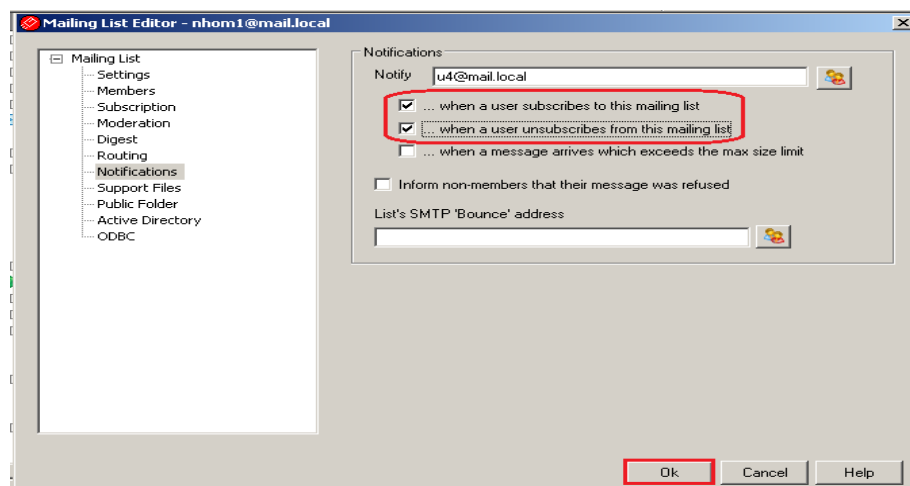 Mailing List Editor - nhom1@mail.local
Mailing List
Settings
Members
Subscription
Moderation
Digest
Routing
Notifications
Support Files
Public Folder
Active Directory
ODBC
Notifications
Notify u4@mail.local
... when a user subscribes to this mailing list
... when a user unsubscribes from this mailing list
... when a message arrives which exceeds the max size limit
Inform non-members that their message was refused
List's SMTP 'Bounce' address
Ok Cancel Help